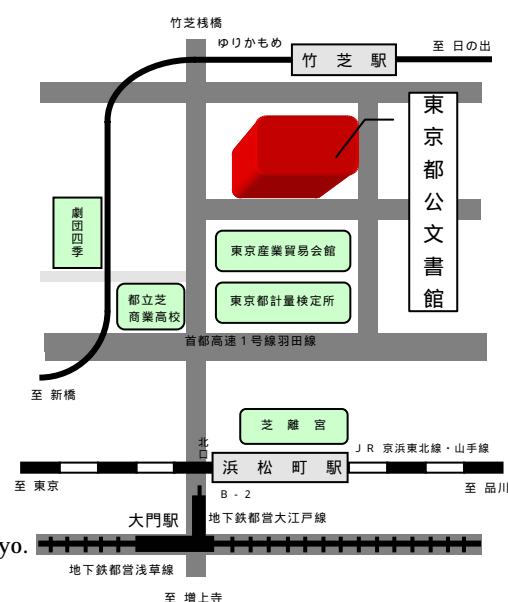 竹芝桟橋
ゆりかもめ
竹芝駅
至 日の出
東京都公文書館
劇団四季
東京産業貿易会館
都立芝
商業高校
東京都計量検定所
首都高速１号線羽田線
至 新橋
芝離宮
北口
ＪＲ 京浜東北線・山手線
浜松町駅
至 東京
至 品川
Ｂ-２
大門駅
地下鉄都営大江戸線
yo.
地下鉄都営浅草線
至 増上寺